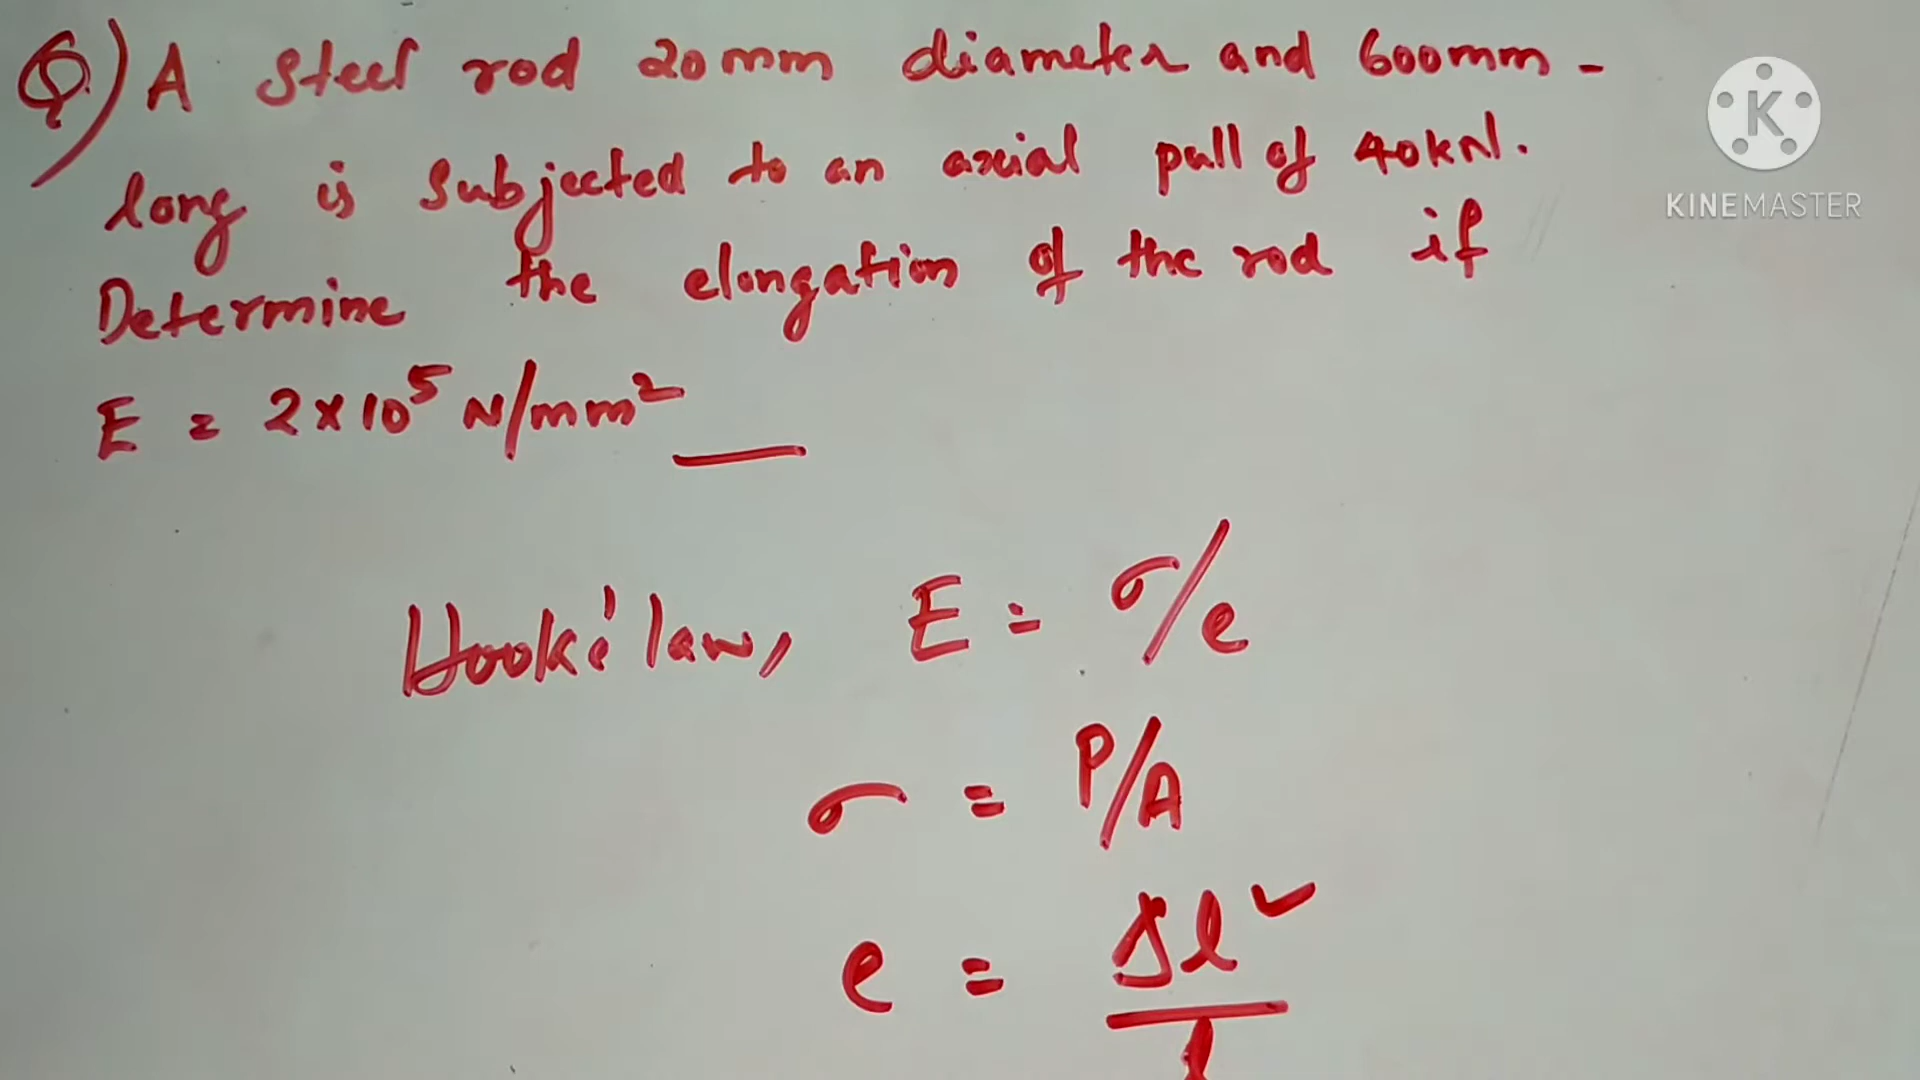 Q) A steel rod 20mm diameter and 600mm-
long is subjected to an axial pull of 40kN.
Determine the elongation of the rod if
E = 2×10⁵ N/mm²
K
KINEMASTER
Hooke' law, E = σ/e
σ = P/A
e = Δl
l